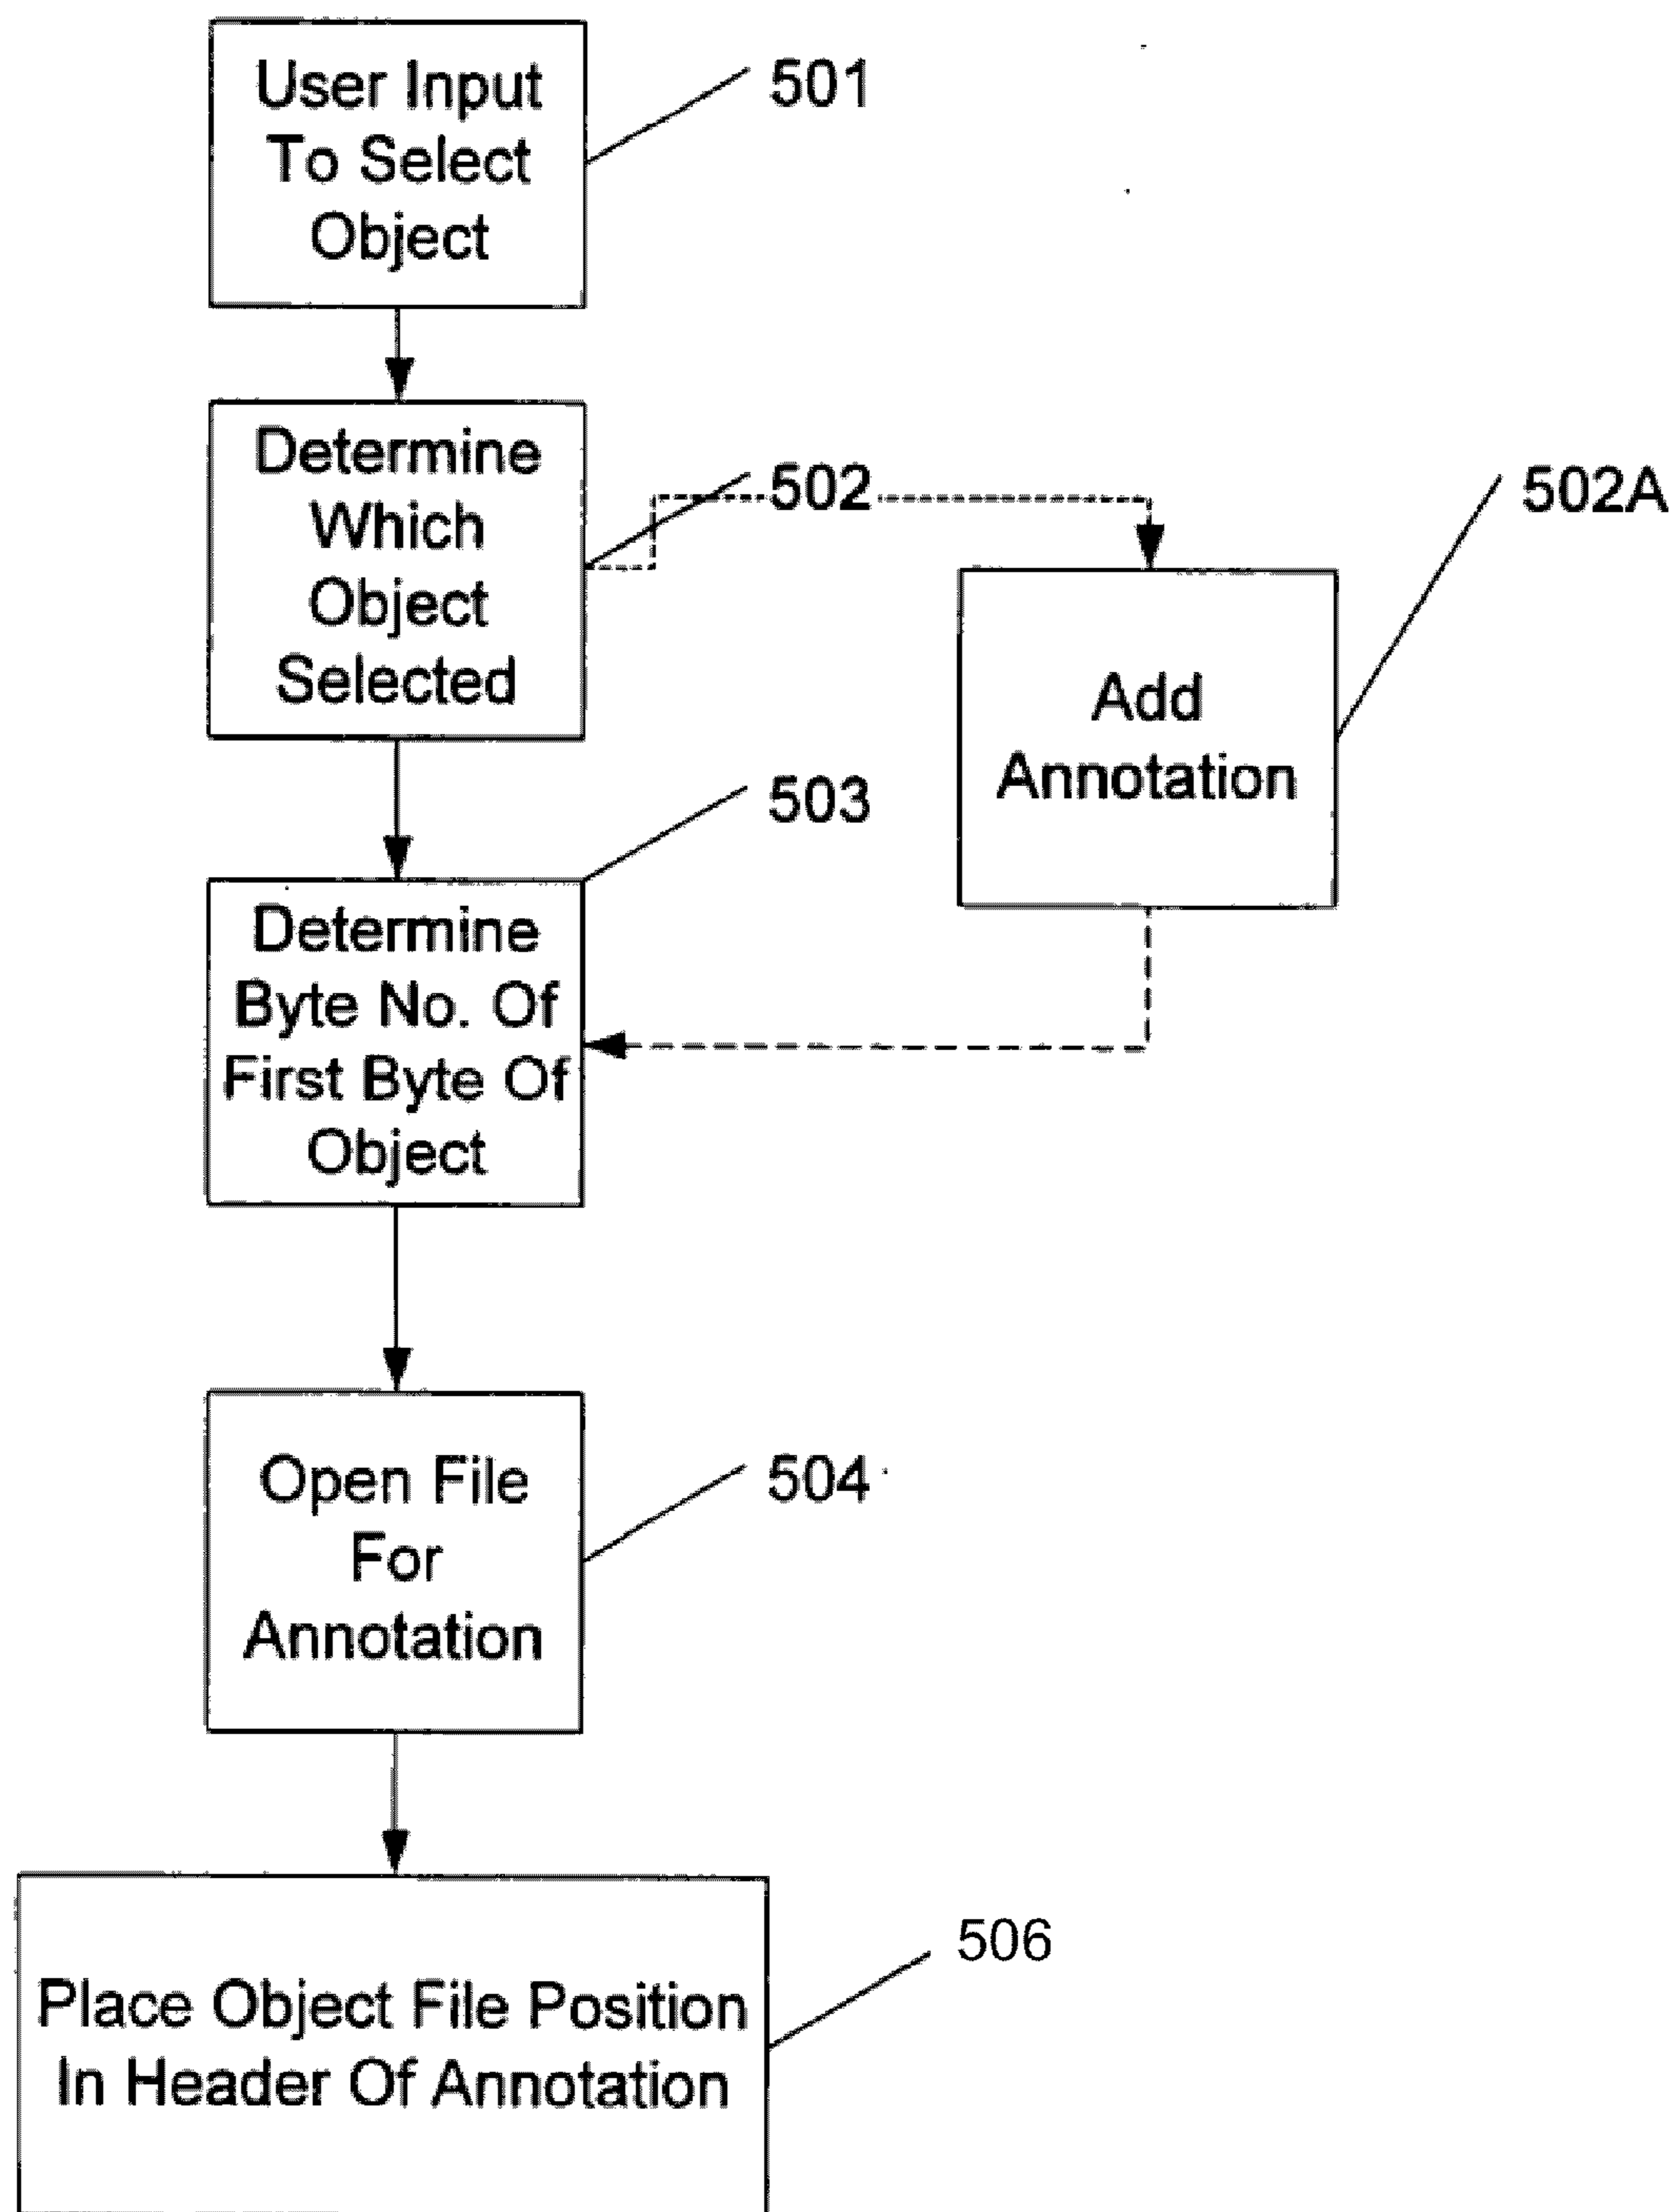 User Input
To Select
Object
501
Determine
Which
Object
Selected
502
502A
Add
Annotation
503
Determine
Byte No. Of
First Byte Of
Object
Open File
For
Annotation
504
506
Place Object File Position
In Header Of Annotation